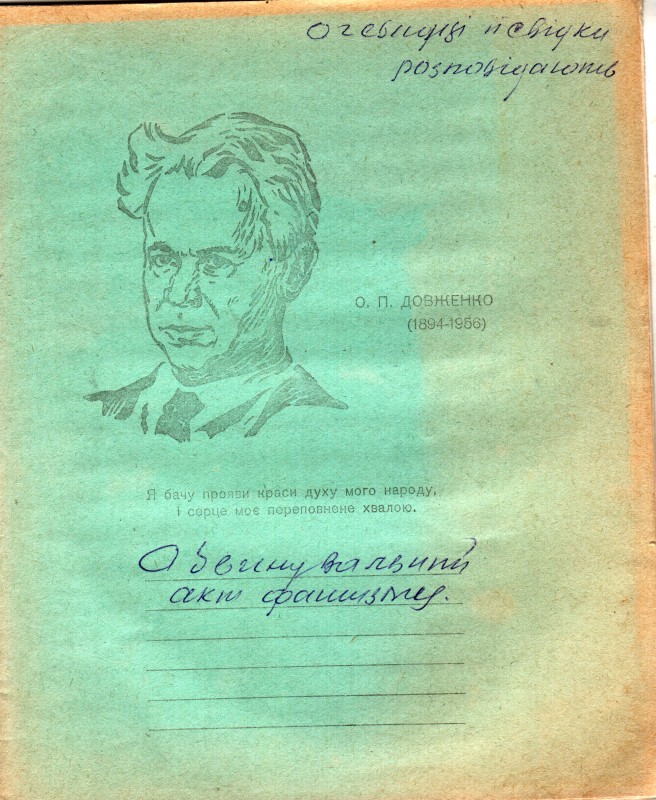 Очевидці й свідки
розповідають
О. П. ДОВЖЕНКО
(1894-1956)
Я бачу прояви краси духу мого народу,
і серце моє переповнене хвалою.
Обвинувальний
акт фашизму.